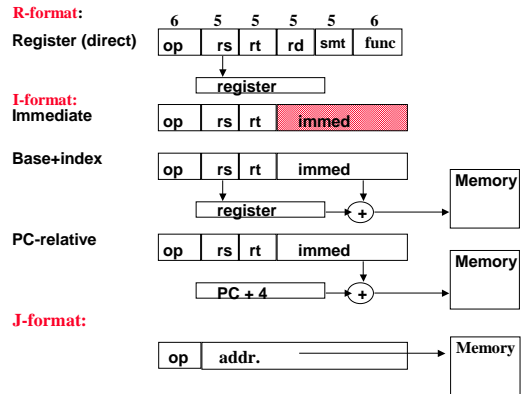 R-format:
6 5 5 5 5 6
Register (direct) op rs rt rd smt func
register
I-format:
Immediate
op rs rt immed
Base+index
op rs rt immed
Memory
register +
PC-relative
op rs rt immed
Memory
PC + 4 +
J-format:
op addr. Memory